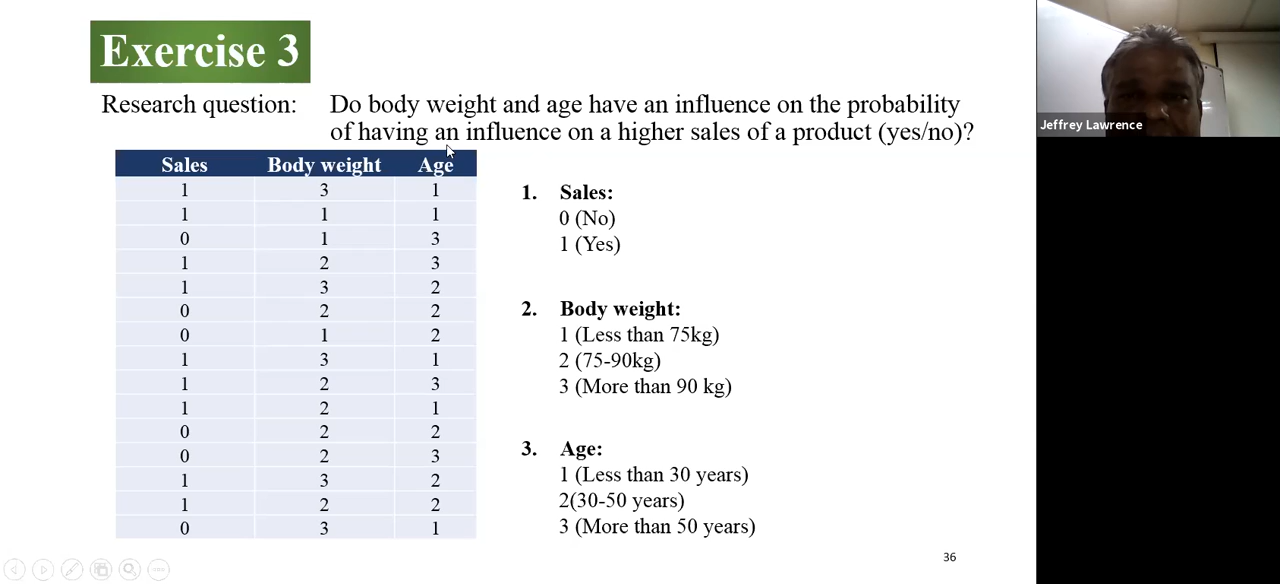 Exercise 3
Research question: Do body weight and age have an influence on the probability
of having an influence on a higher sales of a product (yes/no)?
Sales Body weight Age
1 3 1
1 1 1
0 1 3
1 2 3
1 3 2
0 2 2
0 1 2
1 3 1
1 2 3
1 2 1
0 2 2
0 2 3
1 3 2
1 2 2
0 3 1
1. Sales:
0 (No)
1 (Yes)
2. Body weight:
1 (Less than 75kg)
2 (75-90kg)
3 (More than 90 kg)
3. Age:
1 (Less than 30 years)
2(30-50 years)
3 (More than 50 years)
36
Jeffrey Lawrence